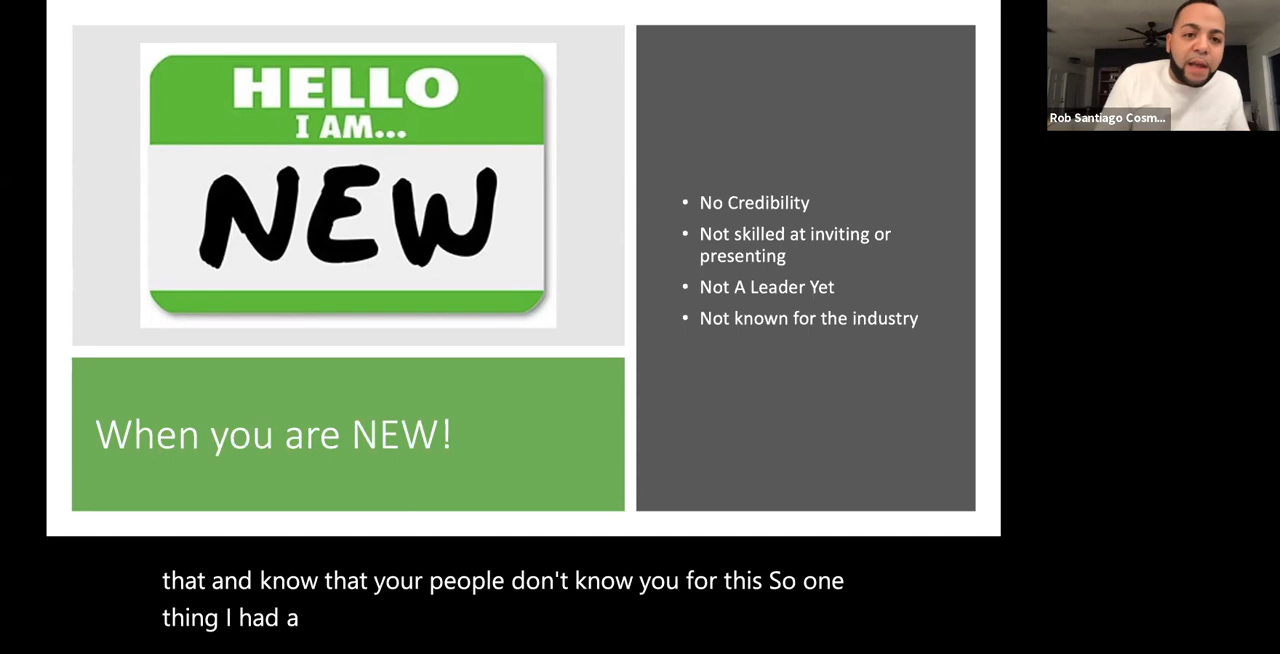 HELLO
I AM...
NEW
When you are NEW!
• No Credibility
• Not skilled at inviting or
presenting
• Not A Leader Yet
• Not known for the industry
Rob Santiago Cosm...
that and know that your people don't know you for this So one
thing I had a